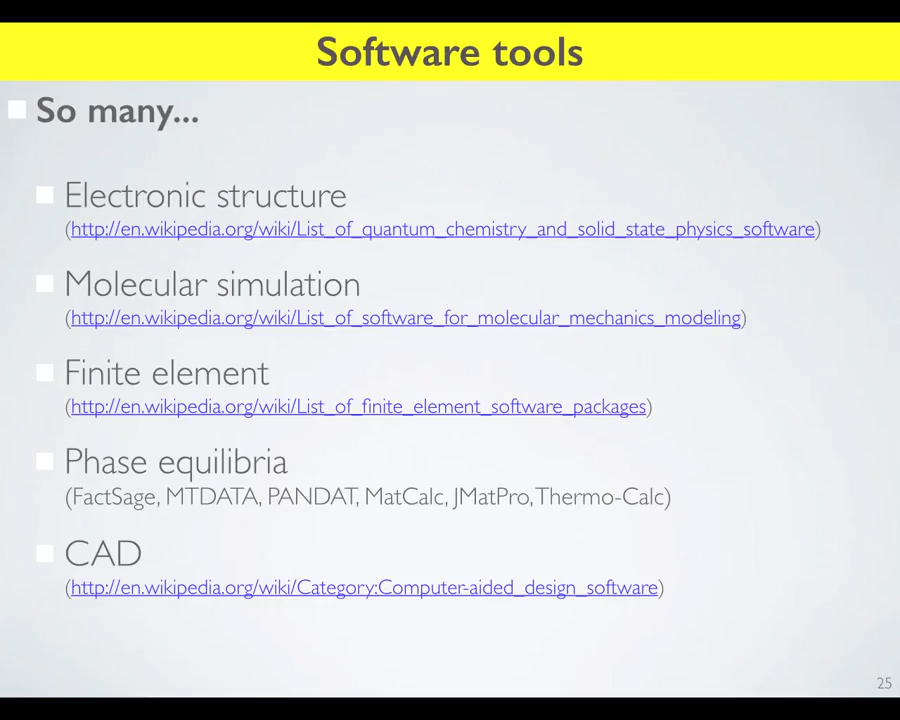 Software tools
So many...
Electronic structure
(http://en.wikipedia.org/wiki/List_of_quantum_chemistry_and_solid_state_physics_software)
Molecular simulation
(http://en.wikipedia.org/wiki/List_of_software_for_molecular_mechanics_modeling)
Finite element
(http://en.wikipedia.org/wiki/List_of_finite_element_software_packages)
Phase equilibria
(FactSage, MTDATA, PANDAT, MatCalc, JMatPro, Thermo-Calc)
CAD
(http://en.wikipedia.org/wiki/Category:Computer-aided_design_software)
25